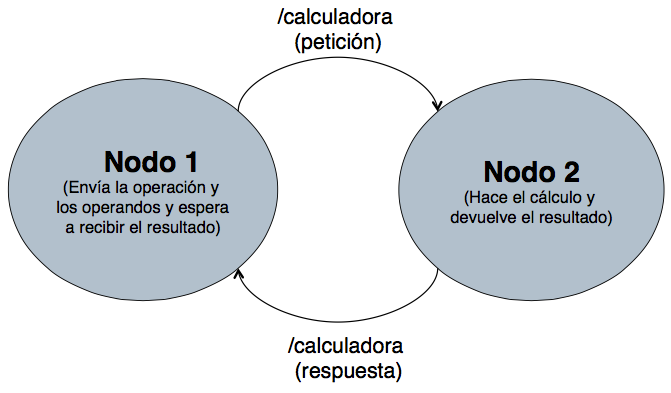 /calculadora
(petición)
Nodo 1
(Envía la operación y
los operandos y espera
a recibir el resultado)
Nodo 2
(Hace el cálculo y
devuelve el resultado)
/calculadora
(respuesta)